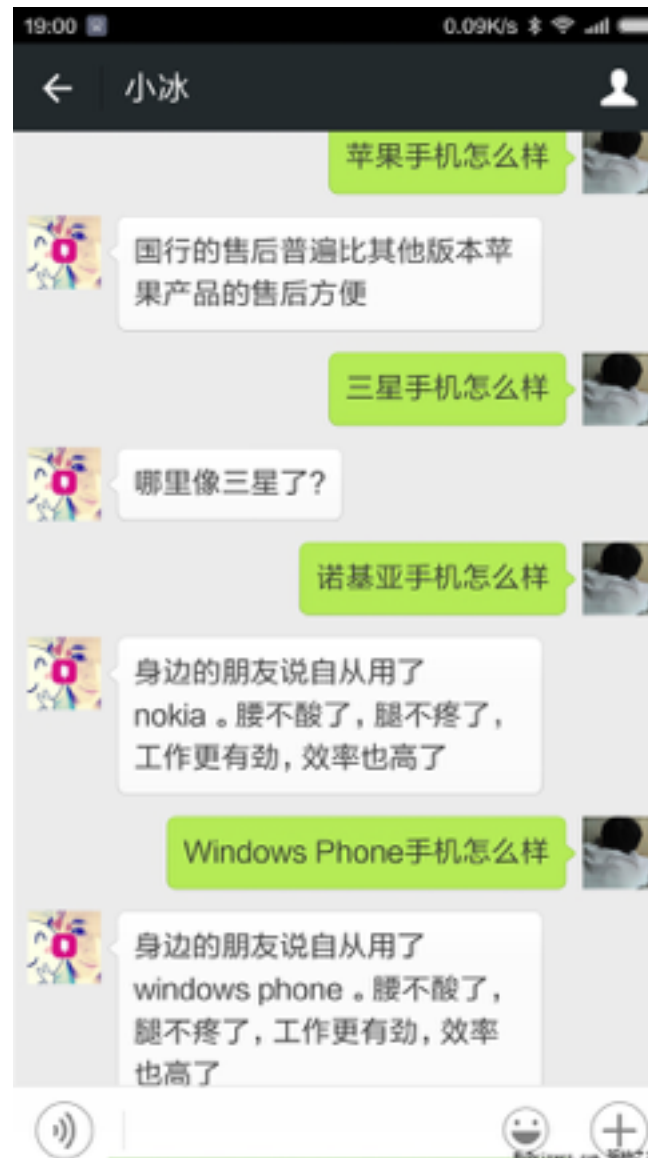 19:00 0.09K/s
小冰
苹果手机怎么样
国行的售后普遍比其他版本苹
果产品的售后方便
三星手机怎么样
哪里像三星了?
诺基亚手机怎么样
身边的朋友说自从用了
nokia 。腰不酸了，腿不疼了，
工作更有劲，效率也高了
Windows Phone手机怎么样
身边的朋友说自从用了
windows phone 。腰不酸了，
腿不疼了，工作更有劲，效率
也高了